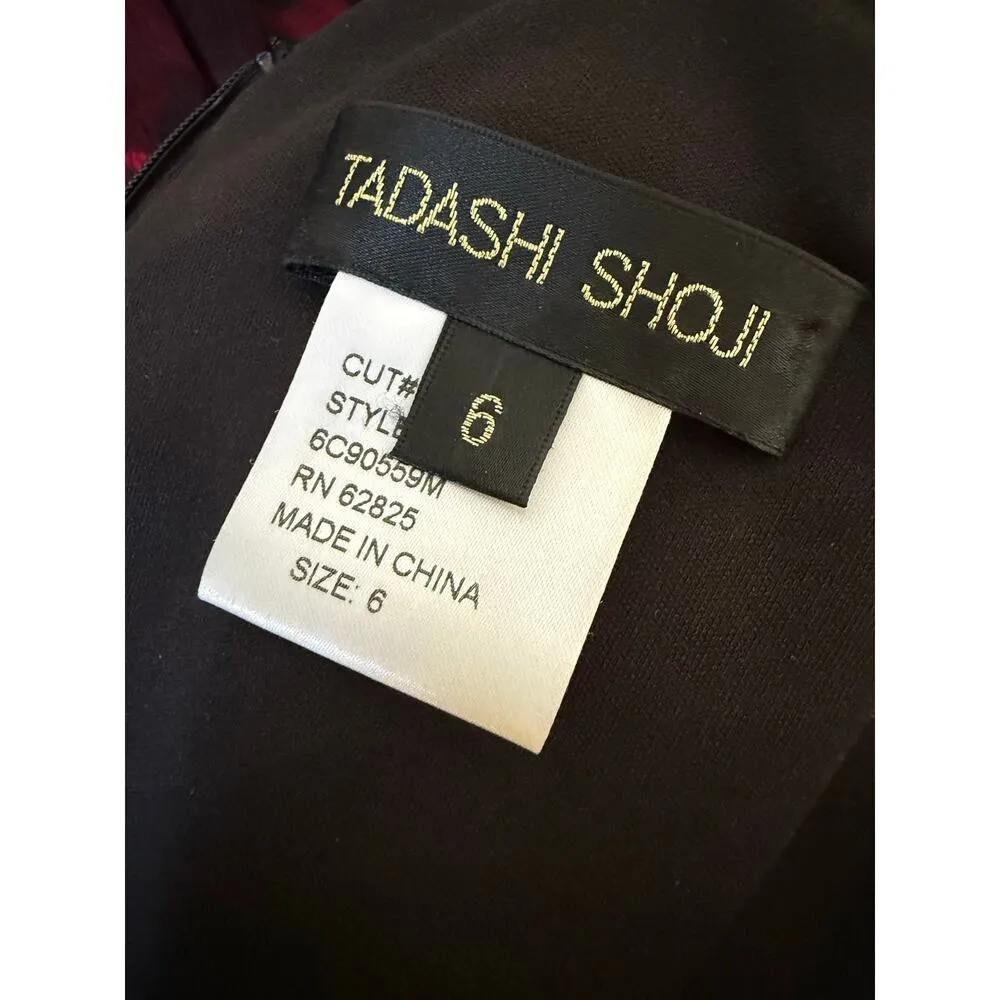 TADASHI SHOJI
6
CUT#
STYLE
6C90559M
RN 62825
MADE IN CHINA
SIZE: 6